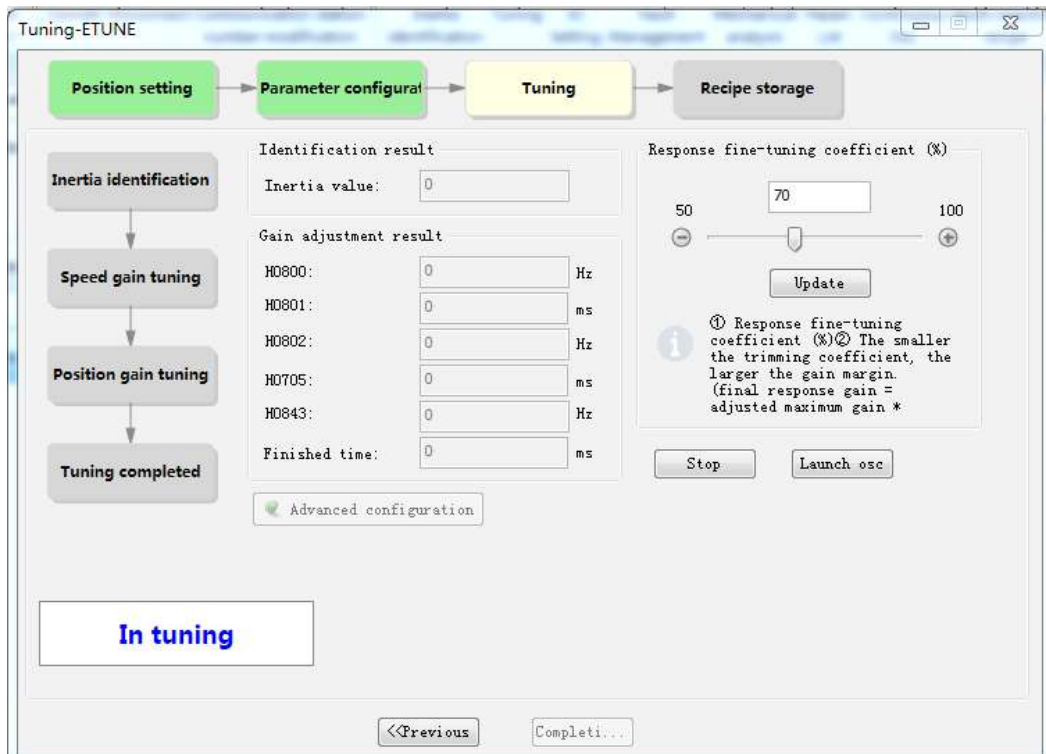 Tuning-ETUNE
Position setting
Parameter configurat
Tuning
Recipe storage
Inertia identification
Speed gain tuning
Position gain tuning
Tuning completed
Identification result
Inertia value: 0
Gain adjustment result
H0800: 0 Hz
H0801: 0 ms
H0802: 0 Hz
H0705: 0 ms
H0843: 0 Hz
Finished time: 0 ms
Advanced configuration
Response fine-tuning coefficient (%)
70
50 100
Update
① Response fine-tuning
coefficient (%)② The smaller
the trimming coefficient, the
larger the gain margin.
(final response gain =
adjusted maximum gain *
Stop Launch osc
In tuning
<<Previous Completi...